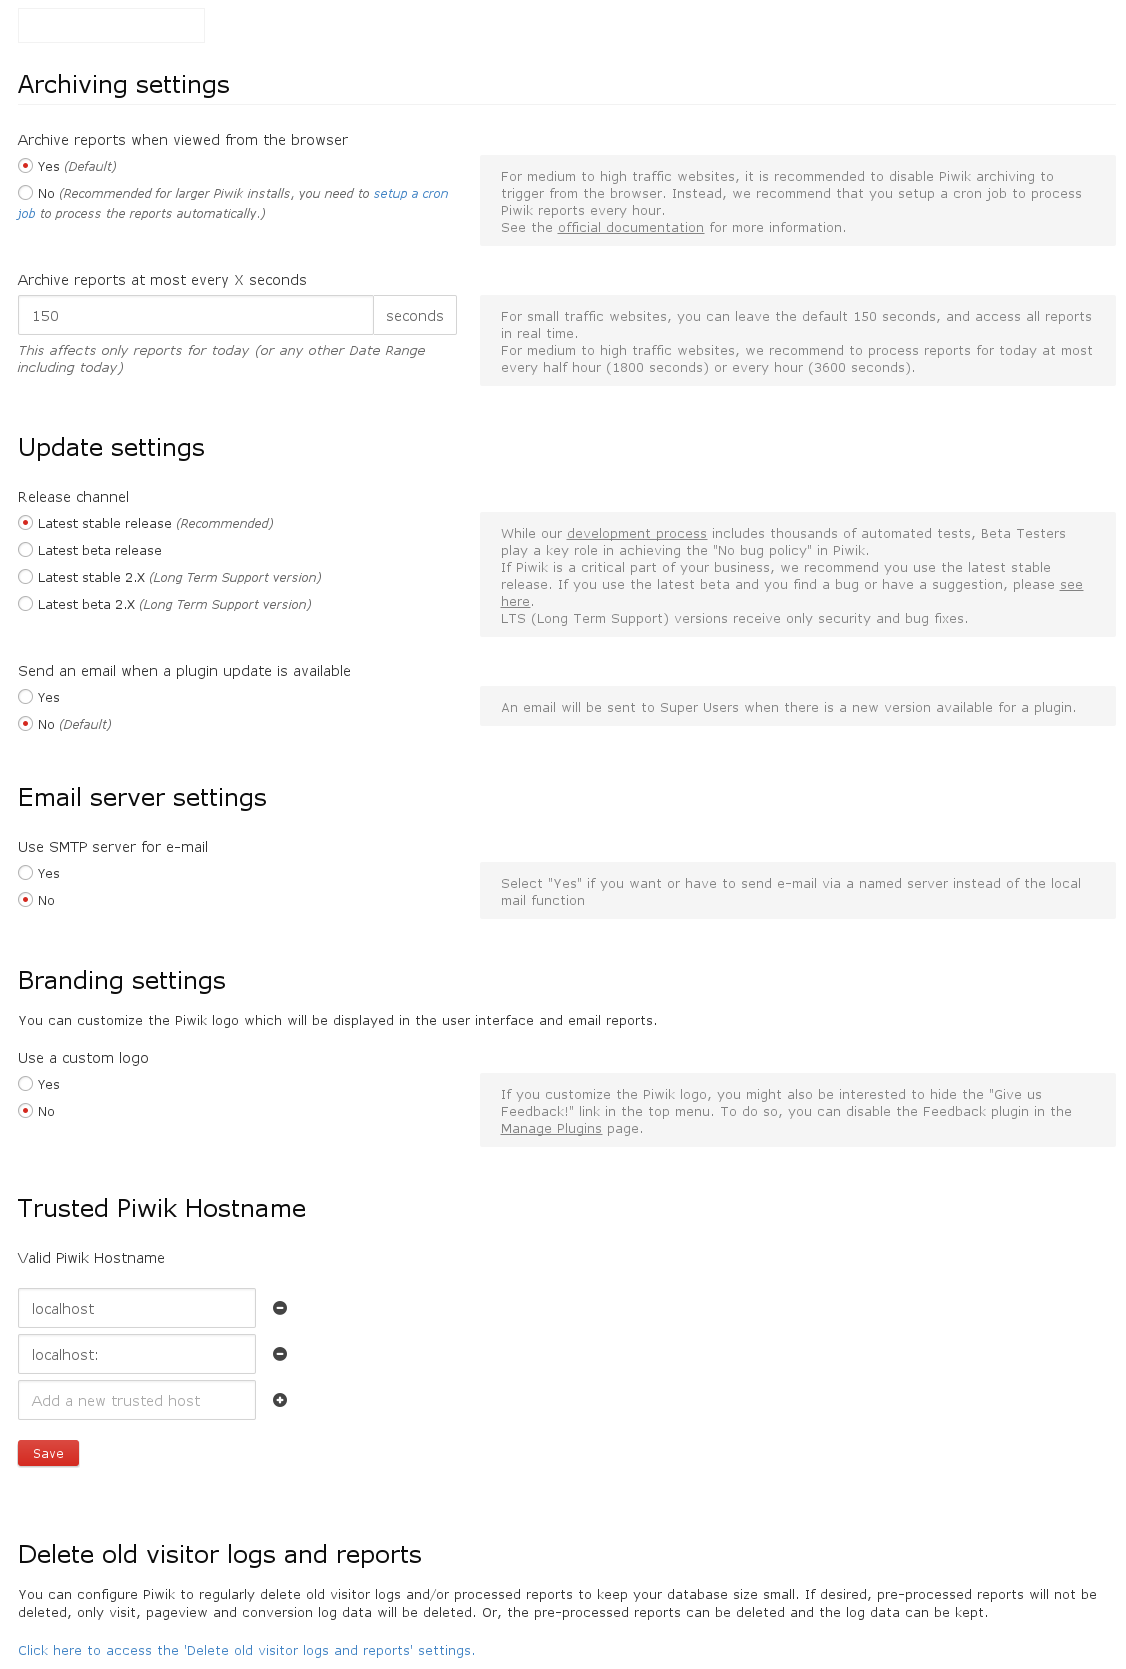 Archiving settings
Archive reports when viewed from the browser
Yes (Default)
No (Recommended for larger Piwik installs, you need to setup a cron
job to process the reports automatically.)
For medium to high traffic websites, it is recommended to disable Piwik archiving to
trigger from the browser. Instead, we recommend that you setup a cron job to process
Piwik reports every hour.
See the official documentation for more information.
Archive reports at most every X seconds
150 seconds
This affects only reports for today (or any other Date Range
including today)
For small traffic websites, you can leave the default 150 seconds, and access all reports
in real time.
For medium to high traffic websites, we recommend to process reports for today at most
every half hour (1800 seconds) or every hour (3600 seconds).
Update settings
Release channel
Latest stable release (Recommended)
Latest beta release
Latest stable 2.X (Long Term Support version)
Latest beta 2.X (Long Term Support version)
While our development process includes thousands of automated tests, Beta Testers
play a key role in achieving the "No bug policy" in Piwik.
If Piwik is a critical part of your business, we recommend you use the latest stable
release. If you use the latest beta and you find a bug or have a suggestion, please see
here.
LTS (Long Term Support) versions receive only security and bug fixes.
Send an email when a plugin update is available
Yes
No (Default)
An email will be sent to Super Users when there is a new version available for a plugin.
Email server settings
Use SMTP server for e-mail
Yes
No
Select "Yes" if you want or have to send e-mail via a named server instead of the local
mail function
Branding settings
You can customize the Piwik logo which will be displayed in the user interface and email reports.
Use a custom logo
Yes
No
If you customize the Piwik logo, you might also be interested to hide the "Give us
Feedback!" link in the top menu. To do so, you can disable the Feedback plugin in the
Manage Plugins page.
Trusted Piwik Hostname
Valid Piwik Hostname
localhost
localhost:
Add a new trusted host
Save
Delete old visitor logs and reports
You can configure Piwik to regularly delete old visitor logs and/or processed reports to keep your database size small. If desired, pre-processed reports will not be
deleted, only visit, pageview and conversion log data will be deleted. Or, the pre-processed reports can be deleted and the log data can be kept.
Click here to access the 'Delete old visitor logs and reports' settings.